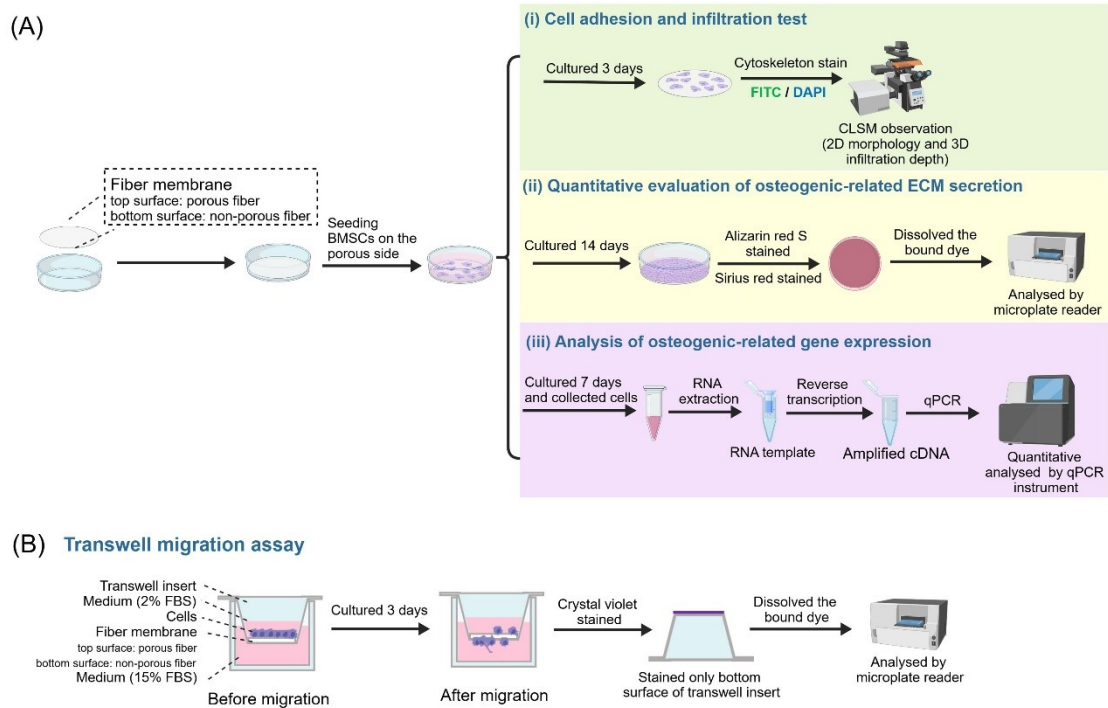 (A)
Fiber membrane
top surface: porous fiber
bottom surface: non-porous fiber
Seeding
BMSCs on the
porous side
(i) Cell adhesion and infiltration test
Cultured 3 days
Cytoskeleton stain
FITC / DAPI
CLSM observation
(2D morphology and 3D
infiltration depth)
(ii) Quantitative evaluation of osteogenic-related ECM secretion
Cultured 14 days
Alizarin red S
stained
Sirius red stained
Dissolved the
bound dye
Analysed by
microplate reader
(iii) Analysis of osteogenic-related gene expression
Cultured 7 days
and collected cells
RNA
extraction
RNA template
Reverse
transcription
Amplified cDNA
qPCR
Quantitative
analysed by qPCR
instrument
(B) Transwell migration assay
Transwell insert
Medium (2% FBS)
Cells
Fiber membrane
top surface: porous fiber
bottom surface: non-porous fiber
Medium (15% FBS)
Before migration
Cultured 3 days
After migration
Crystal violet
stained
Stained only bottom
surface of transwell insert
Dissolved the
bound dye
Analysed by
microplate reader